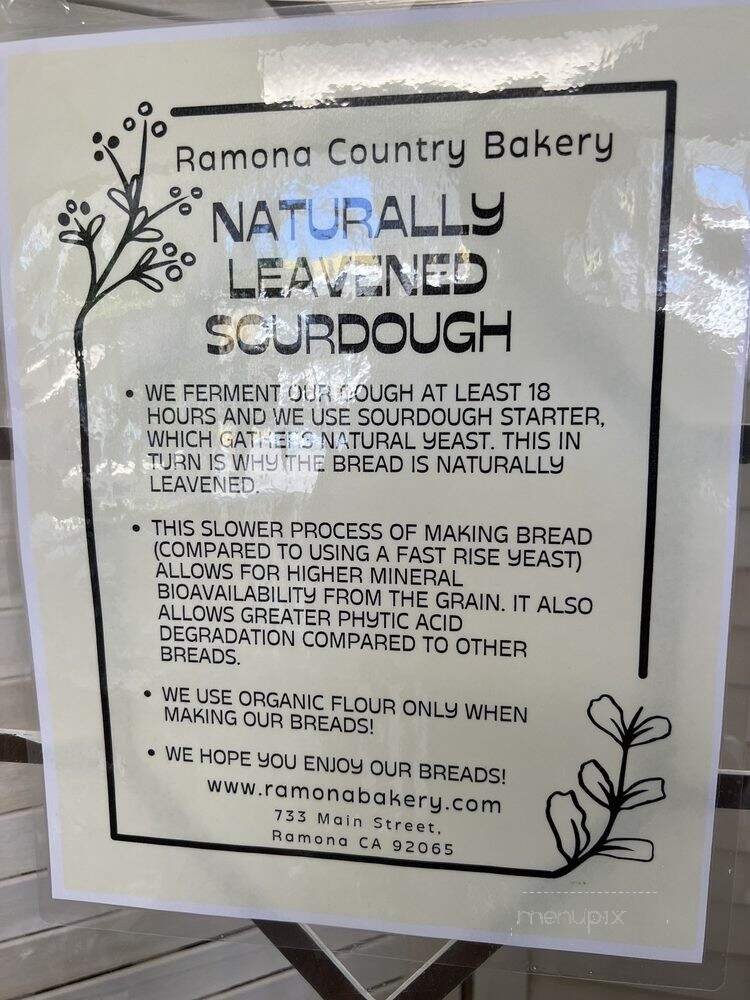 Ramona Country Bakery
NATURALLY
LEAVENED
SOURDOUGH
• WE FERMENT OUR DOUGH AT LEAST 18
HOURS AND WE USE SOURDOUGH STARTER,
WHICH GATHERS NATURAL YEAST. THIS IN
TURN IS WHY THE BREAD IS NATURALLY
LEAVENED.
• THIS SLOWER PROCESS OF MAKING BREAD
(COMPARED TO USING A FAST RISE YEAST)
ALLOWS FOR HIGHER MINERAL
BIOAVAILABILITY FROM THE GRAIN. IT ALSO
ALLOWS GREATER PHYTIC ACID
DEGRADATION COMPARED TO OTHER
BREADS.
• WE USE ORGANIC FLOUR ONLY WHEN
MAKING OUR BREADS!
• WE HOPE YOU ENJOY OUR BREADS!
www.ramonabakery.com
733 Main Street,
Ramona CA 92065
menupix